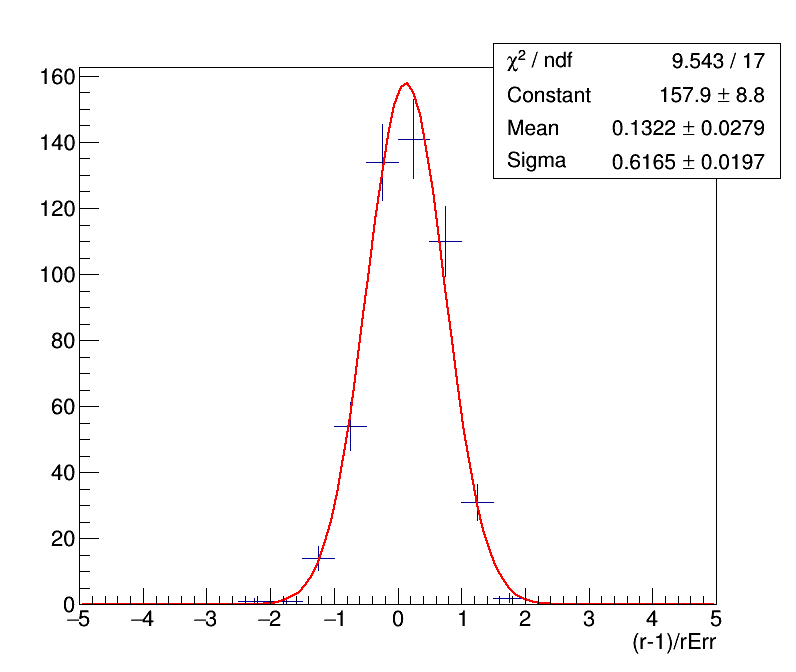 χ² / ndf 9.543 / 17
Constant 157.9 ± 8.8
Mean 0.1322 ± 0.0279
Sigma 0.6165 ± 0.0197
160
140
120
100
80
60
40
20
0
−5 −4 −3 −2 −1 0 1 2 3 4 5
(r-1)/rErr